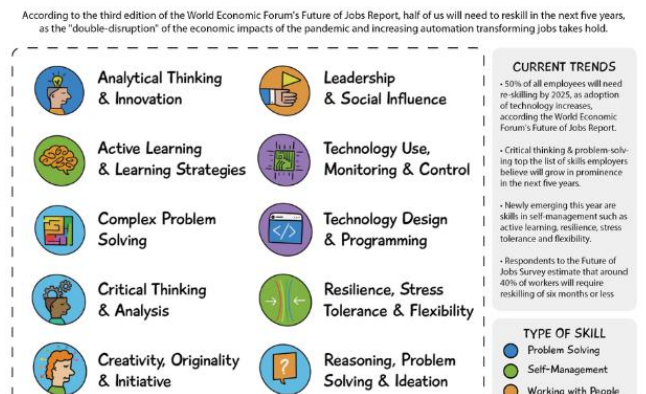 According to the third edition of the World Economic Forum's Future of Jobs Report, half of us will need to reskill in the next five years,
as the "double-disruption" of the economic impacts of the pandemic and increasing automation transforming jobs takes hold.
Analytical Thinking
& Innovation
Active Learning
& Learning Strategies
Complex Problem
Solving
Critical Thinking
& Analysis
Creativity, Originality
& Initiative
Leadership
& Social Influence
Technology Use,
Monitoring & Control
Technology Design
& Programming
</>
Resilience, Stress
Tolerance & Flexibility
?
Reasoning, Problem
Solving & Ideation
CURRENT TRENDS
• 50% of all employees will need
re-skilling by 2025, as adoption
of technology increases,
according the World Economic
Forum's Future of Jobs Report.
• Critical thinking & problem-solv-
ing top the list of skills employers
believe will grow in prominence
in the next five years.
• Newly emerging this year are
skills in self-management such as
active learning, resilience, stress
tolerance and flexibility.
• Respondents to the Future of
Jobs Survey estimate that around
40% of workers will require
reskilling of six months or less
TYPE OF SKILL
Problem Solving
Self-Management
Working with People